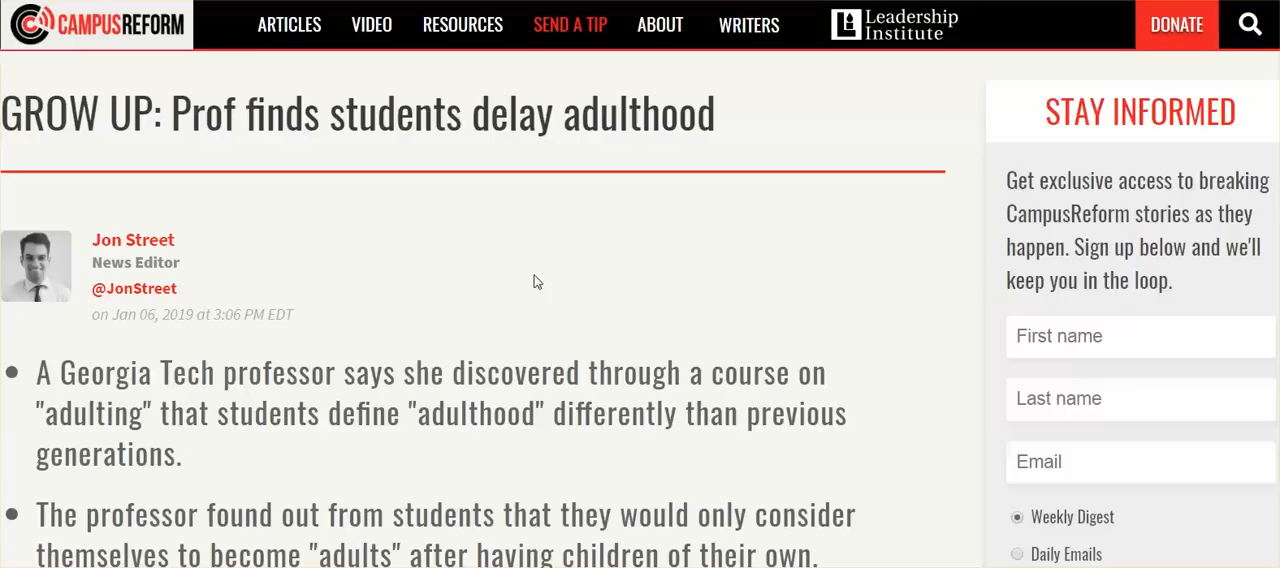 CAMPUSREFORM ARTICLES VIDEO RESOURCES SEND A TIP ABOUT WRITERS Leadership Institute DONATE
GROW UP: Prof finds students delay adulthood
Jon Street
News Editor
@JonStreet
on Jan 06, 2019 at 3:06 PM EDT
A Georgia Tech professor says she discovered through a course on
"adulting" that students define "adulthood" differently than previous
generations.
The professor found out from students that they would only consider
themselves to become "adults" after having children of their own.
STAY INFORMED
Get exclusive access to breaking
CampusReform stories as they
happen. Sign up below and we'll
keep you in the loop.
First name
Last name
Email
Weekly Digest
Daily Emails